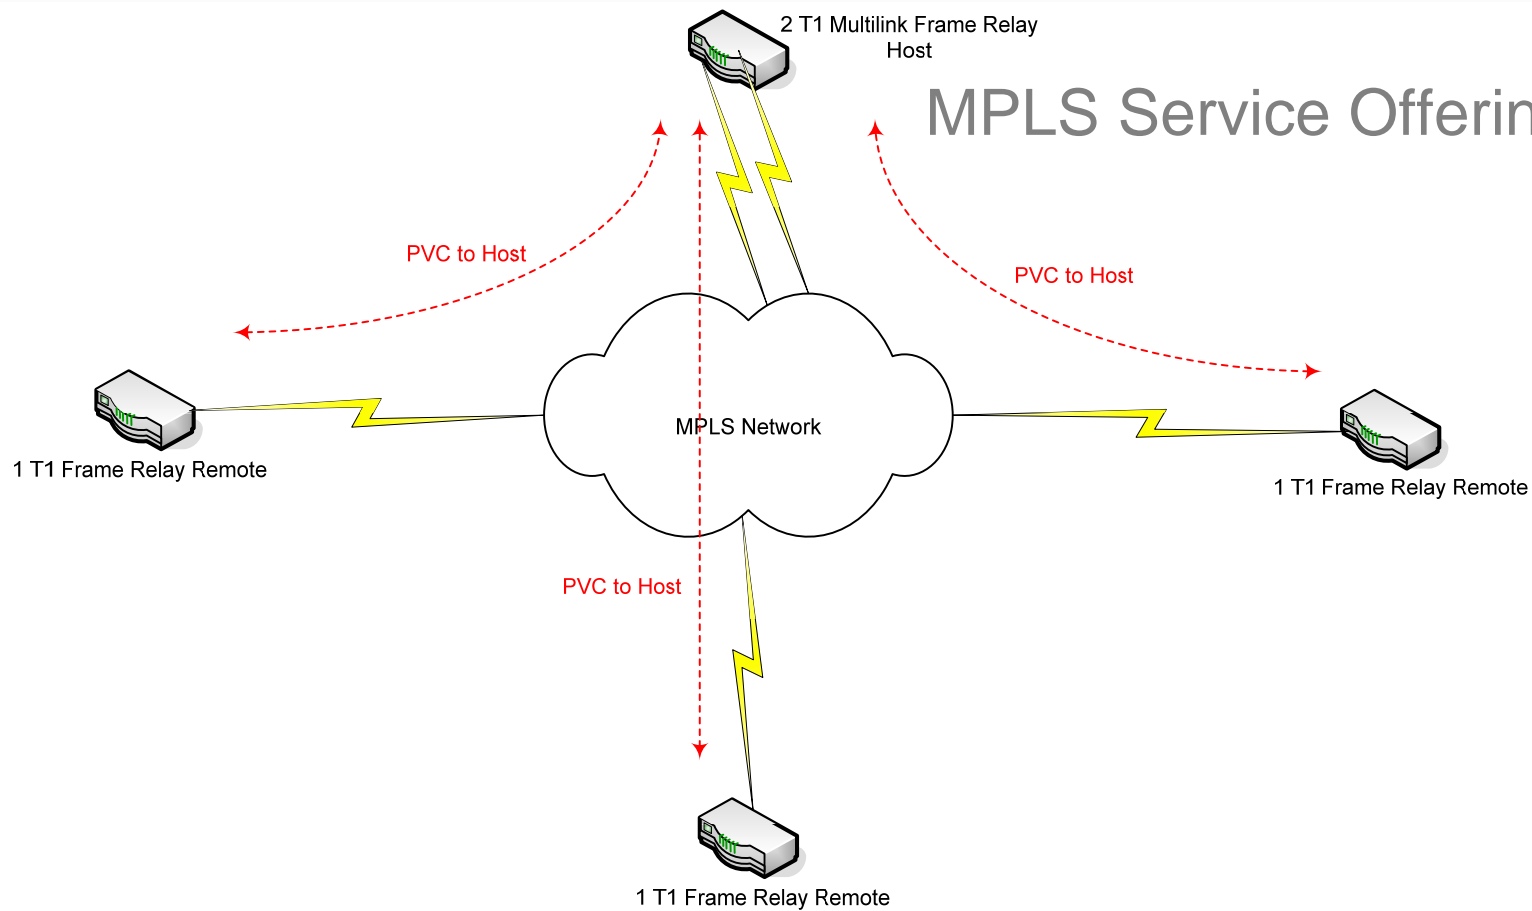 2 T1 Multilink Frame Relay
Host
MPLS Service Offerin
PVC to Host
PVC to Host
MPLS Network
1 T1 Frame Relay Remote
1 T1 Frame Relay Remote
PVC to Host
1 T1 Frame Relay Remote